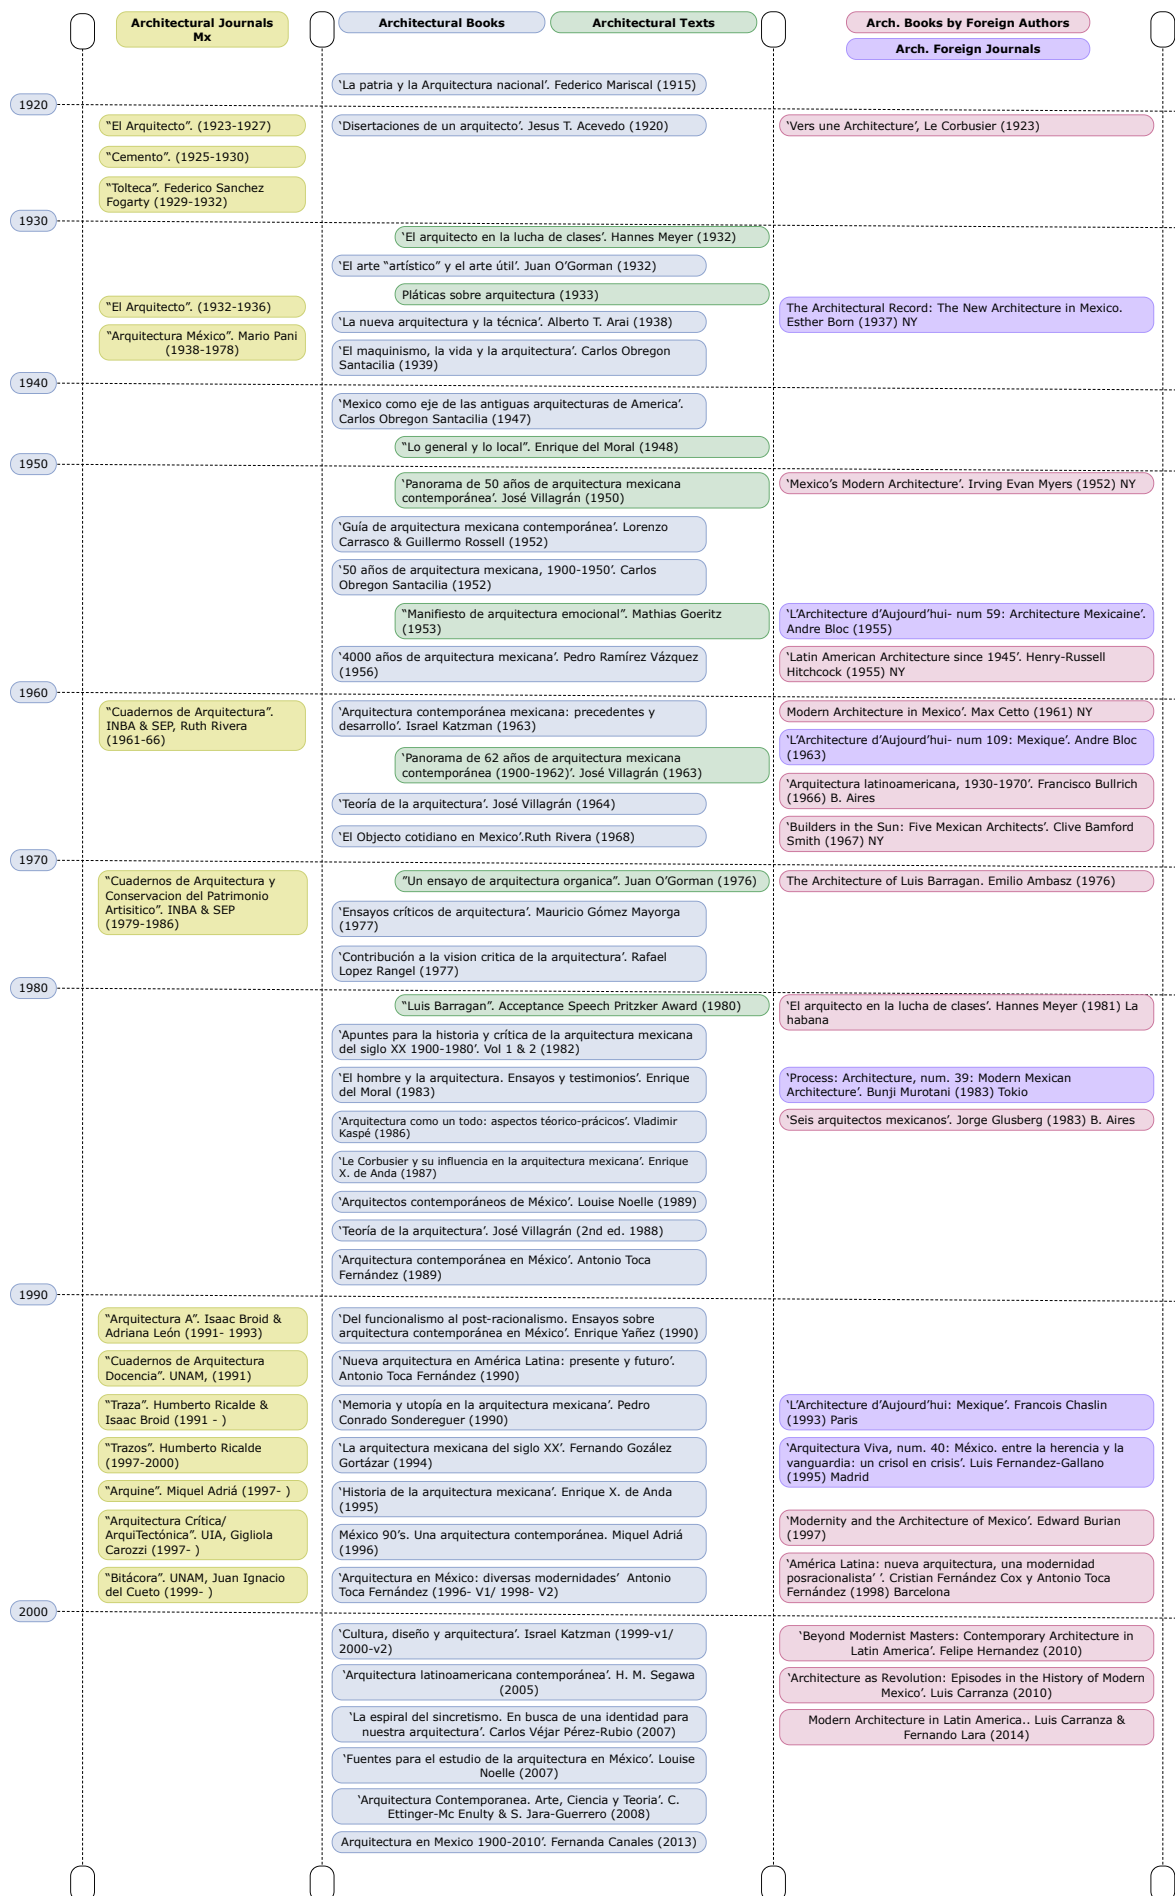 Architectural Journals
Mx
Architectural Books
Architectural Texts
Arch. Books by Foreign Authors
Arch. Foreign Journals
‘La patria y la Arquitectura nacional’. Federico Mariscal (1915)
1920
“El Arquitecto”. (1923-1927)
‘Disertaciones de un arquitecto’. Jesus T. Acevedo (1920)
‘Vers une Architecture’, Le Corbusier (1923)
“Cemento”. (1925-1930)
“Tolteca”. Federico Sanchez
Fogarty (1929-1932)
1930
‘El arquitecto en la lucha de clases’. Hannes Meyer (1932)
‘El arte “artístico” y el arte útil’. Juan O’Gorman (1932)
Pláticas sobre arquitectura (1933)
“El Arquitecto”. (1932-1936)
The Architectural Record: The New Architecture in Mexico.
Esther Born (1937) NY
‘La nueva arquitectura y la técnica’. Alberto T. Arai (1938)
“Arquitectura México”. Mario Pani
(1938-1978)
‘El maquinismo, la vida y la arquitectura’. Carlos Obregon
Santacilia (1939)
1940
‘Mexico como eje de las antiguas arquitecturas de America’.
Carlos Obregon Santacilia (1947)
“Lo general y lo local”. Enrique del Moral (1948)
1950
‘Panorama de 50 años de arquitectura mexicana
contemporánea’. José Villagrán (1950)
‘Mexico’s Modern Architecture’. Irving Evan Myers (1952) NY
‘Guía de arquitectura mexicana contemporánea’. Lorenzo
Carrasco & Guillermo Rossell (1952)
‘50 años de arquitectura mexicana, 1900-1950’. Carlos
Obregon Santacilia (1952)
“Manifiesto de arquitectura emocional”. Mathias Goeritz
(1953)
‘L’Architecture d’Aujourd’hui- num 59: Architecture Mexicaine’.
Andre Bloc (1955)
‘4000 años de arquitectura mexicana’. Pedro Ramírez Vázquez
(1956)
‘Latin American Architecture since 1945’. Henry-Russell
Hitchcock (1955) NY
1960
“Cuadernos de Arquitectura”.
INBA & SEP, Ruth Rivera
(1961-66)
‘Arquitectura contemporánea mexicana: precedentes y
desarrollo’. Israel Katzman (1963)
Modern Architecture in Mexico’. Max Cetto (1961) NY
‘L’Architecture d’Aujourd’hui- num 109: Mexique’. Andre Bloc
(1963)
‘Panorama de 62 años de arquitectura mexicana
contemporánea (1900-1962)’. José Villagrán (1963)
‘Arquitectura latinoamericana, 1930-1970’. Francisco Bullrich
(1966) B. Aires
‘Teoría de la arquitectura’. José Villagrán (1964)
‘El Objecto cotidiano en Mexico’.Ruth Rivera (1968)
‘Builders in the Sun: Five Mexican Architects’. Clive Bamford
Smith (1967) NY
1970
“Cuadernos de Arquitectura y
Conservacion del Patrimonio
Artisitico”. INBA & SEP
(1979-1986)
”Un ensayo de arquitectura organica”. Juan O’Gorman (1976)
The Architecture of Luis Barragan. Emilio Ambasz (1976)
‘Ensayos críticos de arquitectura’. Mauricio Gómez Mayorga
(1977)
‘Contribución a la vision critica de la arquitectura’. Rafael
Lopez Rangel (1977)
1980
“Luis Barragan”. Acceptance Speech Pritzker Award (1980)
‘El arquitecto en la lucha de clases’. Hannes Meyer (1981) La
habana
‘Apuntes para la historia y crítica de la arquitectura mexicana
del siglo XX 1900-1980’. Vol 1 & 2 (1982)
‘El hombre y la arquitectura. Ensayos y testimonios’. Enrique
del Moral (1983)
‘Process: Architecture, num. 39: Modern Mexican
Architecture’. Bunji Murotani (1983) Tokio
‘Arquitectura como un todo: aspectos téorico-prácicos’. Vladimir
Kaspé (1986)
‘Seis arquitectos mexicanos’. Jorge Glusberg (1983) B. Aires
‘Le Corbusier y su influencia en la arquitectura mexicana’. Enrique
X. de Anda (1987)
‘Arquitectos contemporáneos de México’. Louise Noelle (1989)
‘Teoría de la arquitectura’. José Villagrán (2nd ed. 1988)
‘Arquitectura contemporánea en México’. Antonio Toca
Fernández (1989)
1990
“Arquitectura A”. Isaac Broid &
Adriana León (1991- 1993)
‘Del funcionalismo al post-racionalismo. Ensayos sobre
arquitectura contemporánea en México’. Enrique Yañez (1990)
“Cuadernos de Arquitectura
Docencia”. UNAM, (1991)
‘Nueva arquitectura en América Latina: presente y futuro’.
Antonio Toca Fernández (1990)
“Traza”. Humberto Ricalde &
Isaac Broid (1991 - )
‘Memoria y utopía en la arquitectura mexicana’. Pedro
Conrado Sondereguer (1990)
‘L’Architecture d’Aujourd’hui: Mexique’. Francois Chaslin
(1993) Paris
“Trazos”. Humberto Ricalde
(1997-2000)
‘La arquitectura mexicana del siglo XX’. Fernando Gozález
Gortázar (1994)
‘Arquitectura Viva, num. 40: México. entre la herencia y la
vanguardia: un crisol en crisis’. Luis Fernandez-Gallano
(1995) Madrid
“Arquine”. Miquel Adriá (1997- )
‘Historia de la arquitectura mexicana’. Enrique X. de Anda
(1995)
“Arquitectura Crítica/
ArquiTectónica”. UIA, Gigliola
Carozzi (1997- )
México 90’s. Una arquitectura contemporánea. Miquel Adriá
(1996)
‘Modernity and the Architecture of Mexico’. Edward Burian
(1997)
“Bitácora”. UNAM, Juan Ignacio
del Cueto (1999- )
‘Arquitectura en México: diversas modernidades’  Antonio
Toca Fernández (1996- V1/ 1998- V2)
‘América Latina: nueva arquitectura, una modernidad
posracionalista’ ’. Cristian Fernández Cox y Antonio Toca
Fernández (1998) Barcelona
2000
‘Cultura, diseño y arquitectura’. Israel Katzman (1999-v1/
2000-v2)
‘Beyond Modernist Masters: Contemporary Architecture in
Latin America’. Felipe Hernandez (2010)
‘Arquitectura latinoamericana contemporánea’. H. M. Segawa
(2005)
‘Architecture as Revolution: Episodes in the History of Modern
Mexico’. Luis Carranza (2010)
‘La espiral del sincretismo. En busca de una identidad para
nuestra arquitectura’. Carlos Véjar Pérez-Rubio (2007)
Modern Architecture in Latin America.. Luis Carranza &
Fernando Lara (2014)
‘Fuentes para el estudio de la arquitectura en México’. Louise
Noelle (2007)
‘Arquitectura Contemporanea. Arte, Ciencia y Teoria’. C.
Ettinger-Mc Enulty & S. Jara-Guerrero (2008)
Arquitectura en Mexico 1900-2010’. Fernanda Canales (2013)